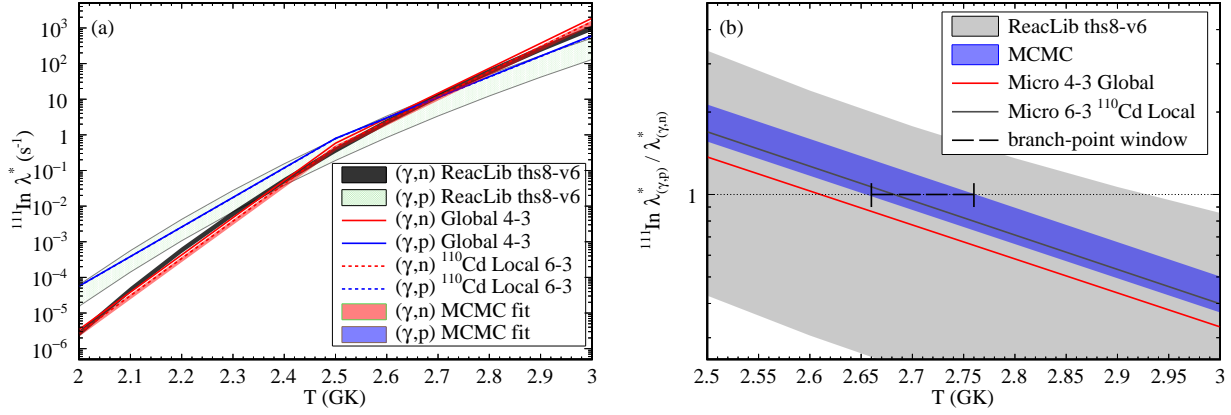 (a)
¹¹¹In λ* (s⁻¹)
10³
10²
10
1
10⁻¹
10⁻²
10⁻³
10⁻⁴
10⁻⁵
10⁻⁶
(γ,n) ReacLib ths8-v6
(γ,p) ReacLib ths8-v6
(γ,n) Global 4-3
(γ,p) Global 4-3
(γ,n) ¹¹⁰Cd Local 6-3
(γ,p) ¹¹⁰Cd Local 6-3
(γ,n) MCMC fit
(γ,p) MCMC fit
2 2.1 2.2 2.3 2.4 2.5 2.6 2.7 2.8 2.9 3
T (GK)
(b)
¹¹¹In λ*(γ,p) / λ*(γ,n)
1
ReacLib ths8-v6
MCMC
Micro 4-3 Global
Micro 6-3 ¹¹⁰Cd Local
branch-point window
2.5 2.55 2.6 2.65 2.7 2.75 2.8 2.85 2.9 2.95 3
T (GK)